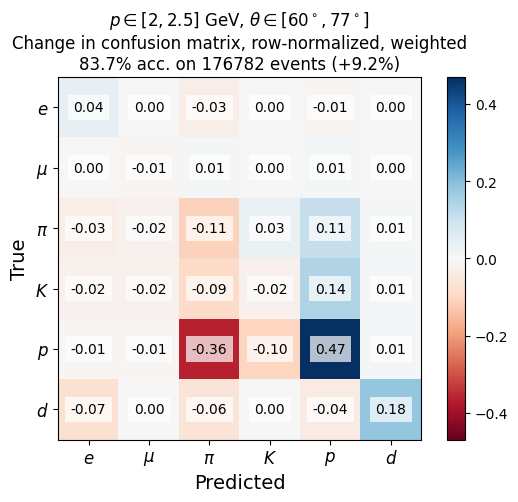 p ∈ [2, 2.5] GeV, θ ∈ [60°, 77°]
Change in confusion matrix, row-normalized, weighted
83.7% acc. on 176782 events (+9.2%)
e 0.04 0.00 -0.03 0.00 -0.01 0.00
μ 0.00 -0.01 0.01 0.00 0.01 0.00
π -0.03 -0.02 -0.11 0.03 0.11 0.01
K -0.02 -0.02 -0.09 -0.02 0.14 0.01
p -0.01 -0.01 -0.36 -0.10 0.47 0.01
d -0.07 0.00 -0.06 0.00 -0.04 0.18
e μ π K p d
True
Predicted
0.4
0.2
0.0
−0.2
−0.4